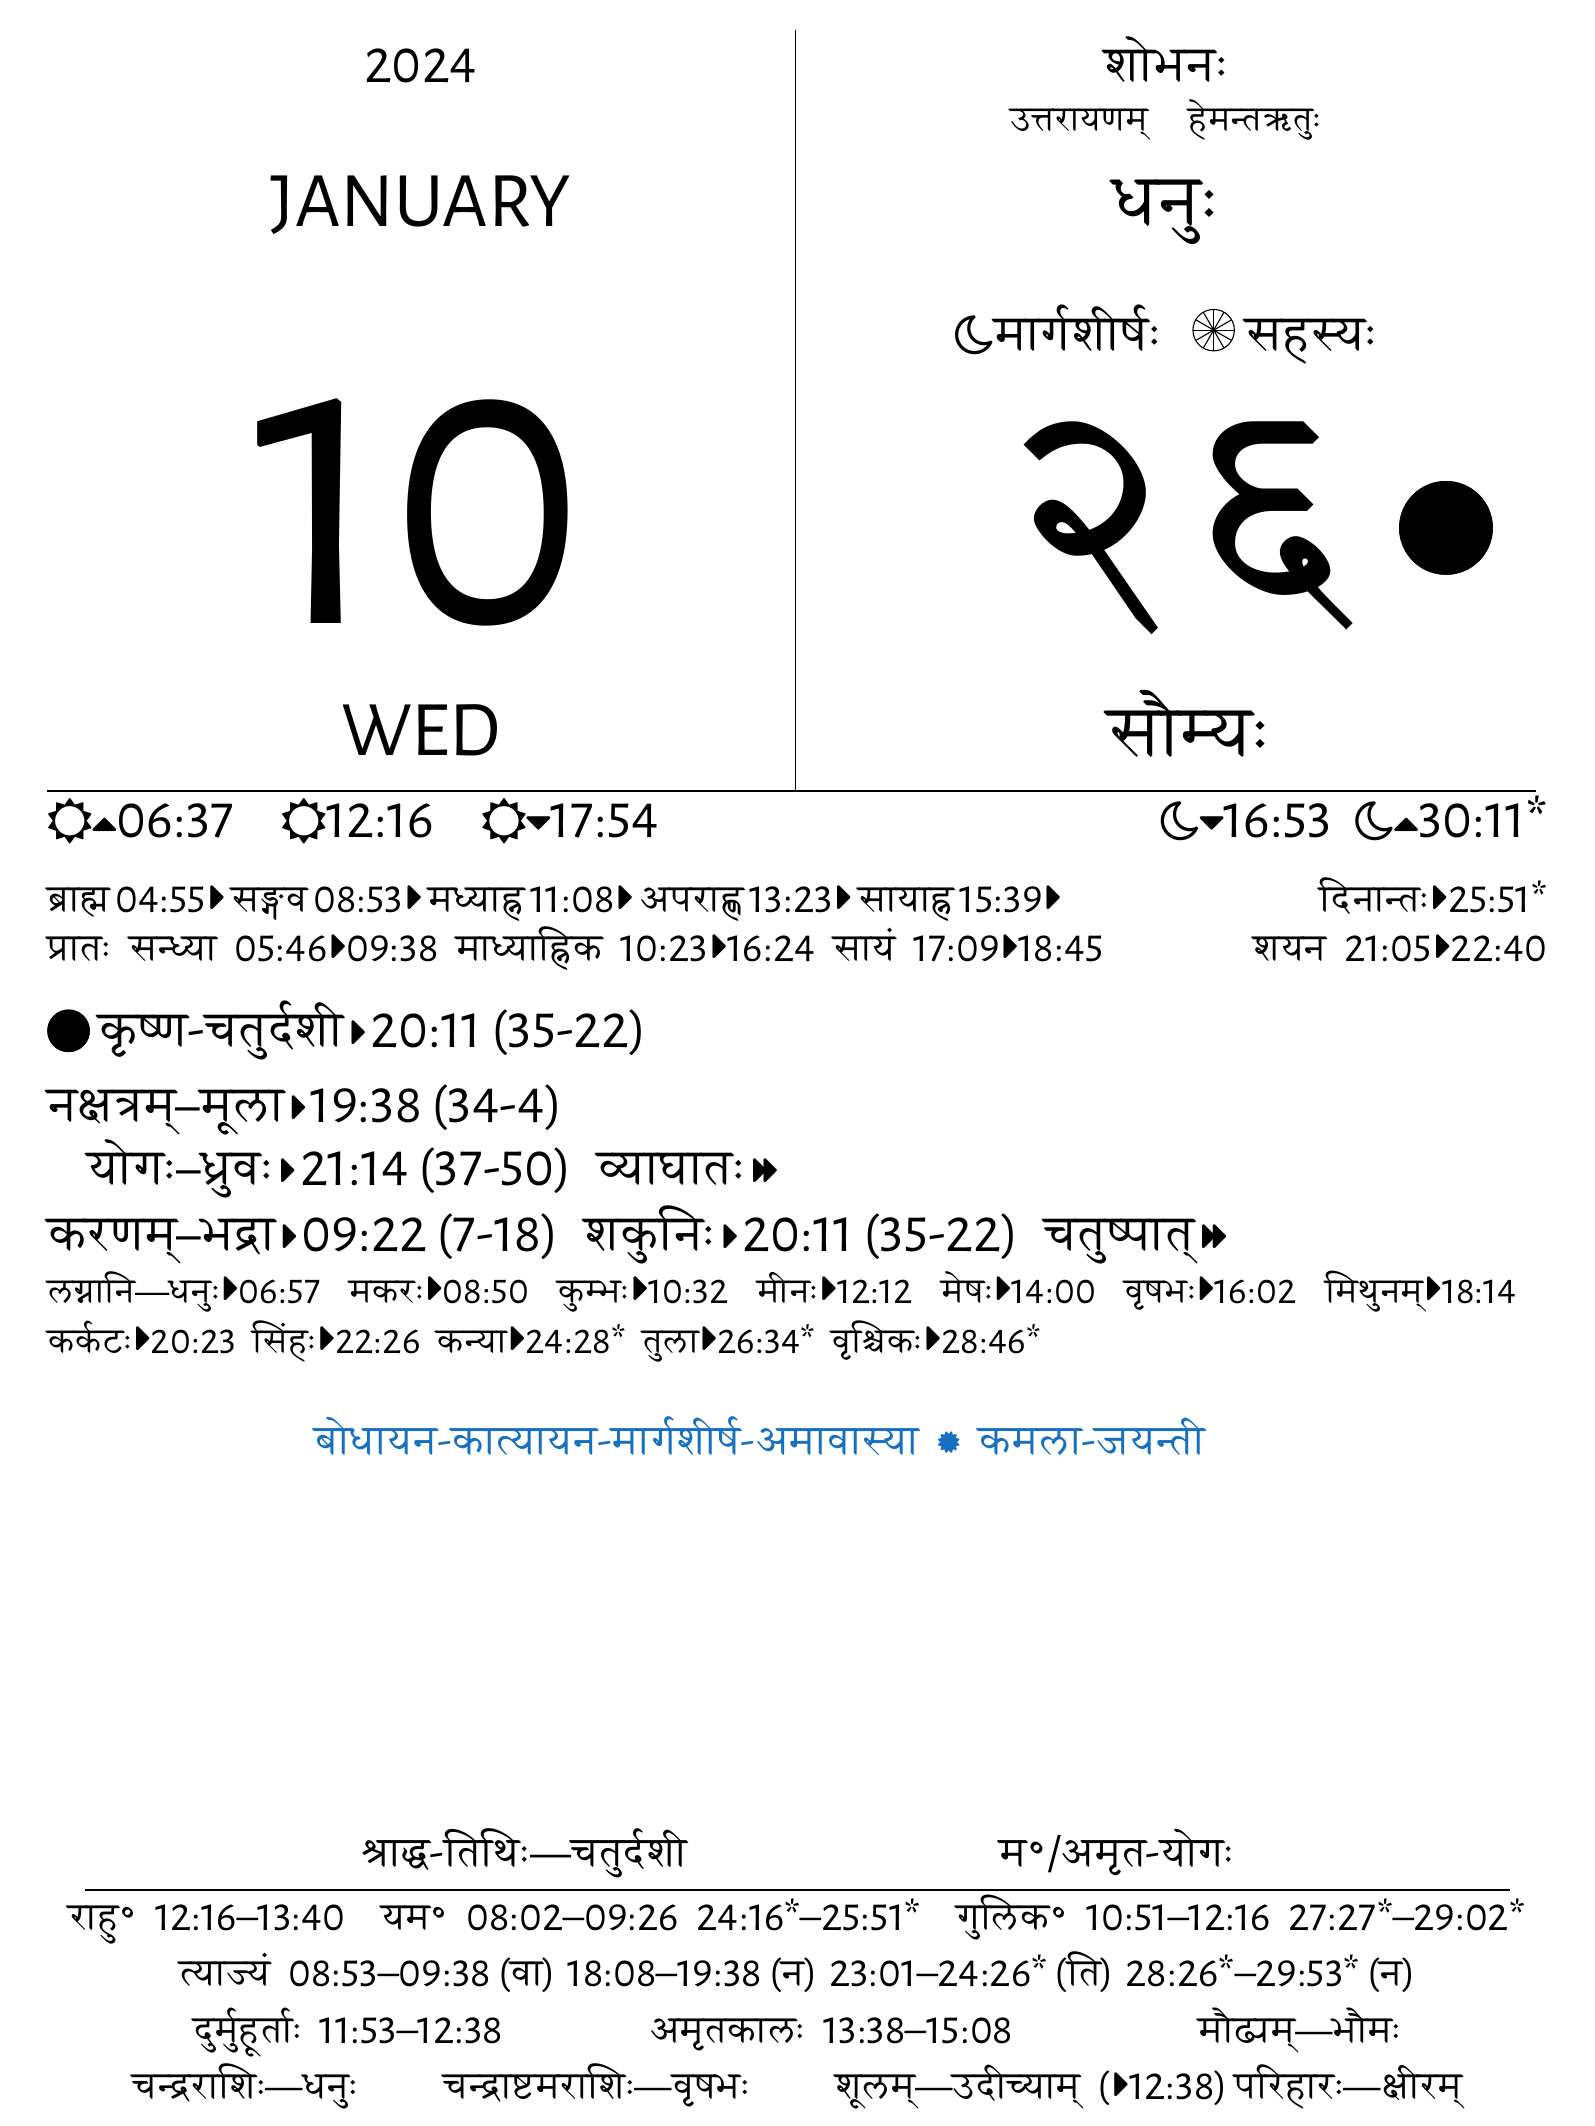 2024
JANUARY
10
WED
शोभनः
उत्तरायणम् हेमन्तऋतुः
धनुः
मार्गशीर्षः सहस्यः
२६
सौम्यः
06:37 12:16 17:54 16:53 30:11*
ब्राह्म 04:55 सङ्गव 08:53 मध्याह्न 11:08 अपराह्ण 13:23 सायाह्न 15:39 दिनान्तः 25:51*
प्रातः सन्ध्या 05:46 09:38 माध्याह्निक 10:23 16:24 सायं 17:09 18:45 शयन 21:05 22:40
कृष्ण-चतुर्दशी 20:11 (35-22)
नक्षत्रम्–मूला 19:38 (34-4)
योगः–ध्रुवः 21:14 (37-50) व्याघातः
करणम्–भद्रा 09:22 (7-18) शकुनिः 20:11 (35-22) चतुष्पात्
लग्नानि—धनुः 06:57 मकरः 08:50 कुम्भः 10:32 मीनः 12:12 मेषः 14:00 वृषभः 16:02 मिथुनम् 18:14
कर्कटः 20:23 सिंहः 22:26 कन्या 24:28* तुला 26:34* वृश्चिकः 28:46*
बोधायन-कात्यायन-मार्गशीर्ष-अमावास्या कमला-जयन्ती
श्राद्ध-तिथिः—चतुर्दशी म॰/अमृत-योगः
राहु॰ 12:16–13:40 यम॰ 08:02–09:26 24:16*–25:51* गुलिक॰ 10:51–12:16 27:27*–29:02*
त्याज्यं 08:53–09:38 (वा) 18:08–19:38 (न) 23:01–24:26* (ति) 28:26*–29:53* (न)
दुर्मुहूर्ताः 11:53–12:38 अमृतकालः 13:38–15:08 मौढ्यम्—भौमः
चन्द्रराशिः—धनुः चन्द्राष्टमराशिः—वृषभः शूलम्—उदीच्याम् (12:38) परिहारः—क्षीरम्